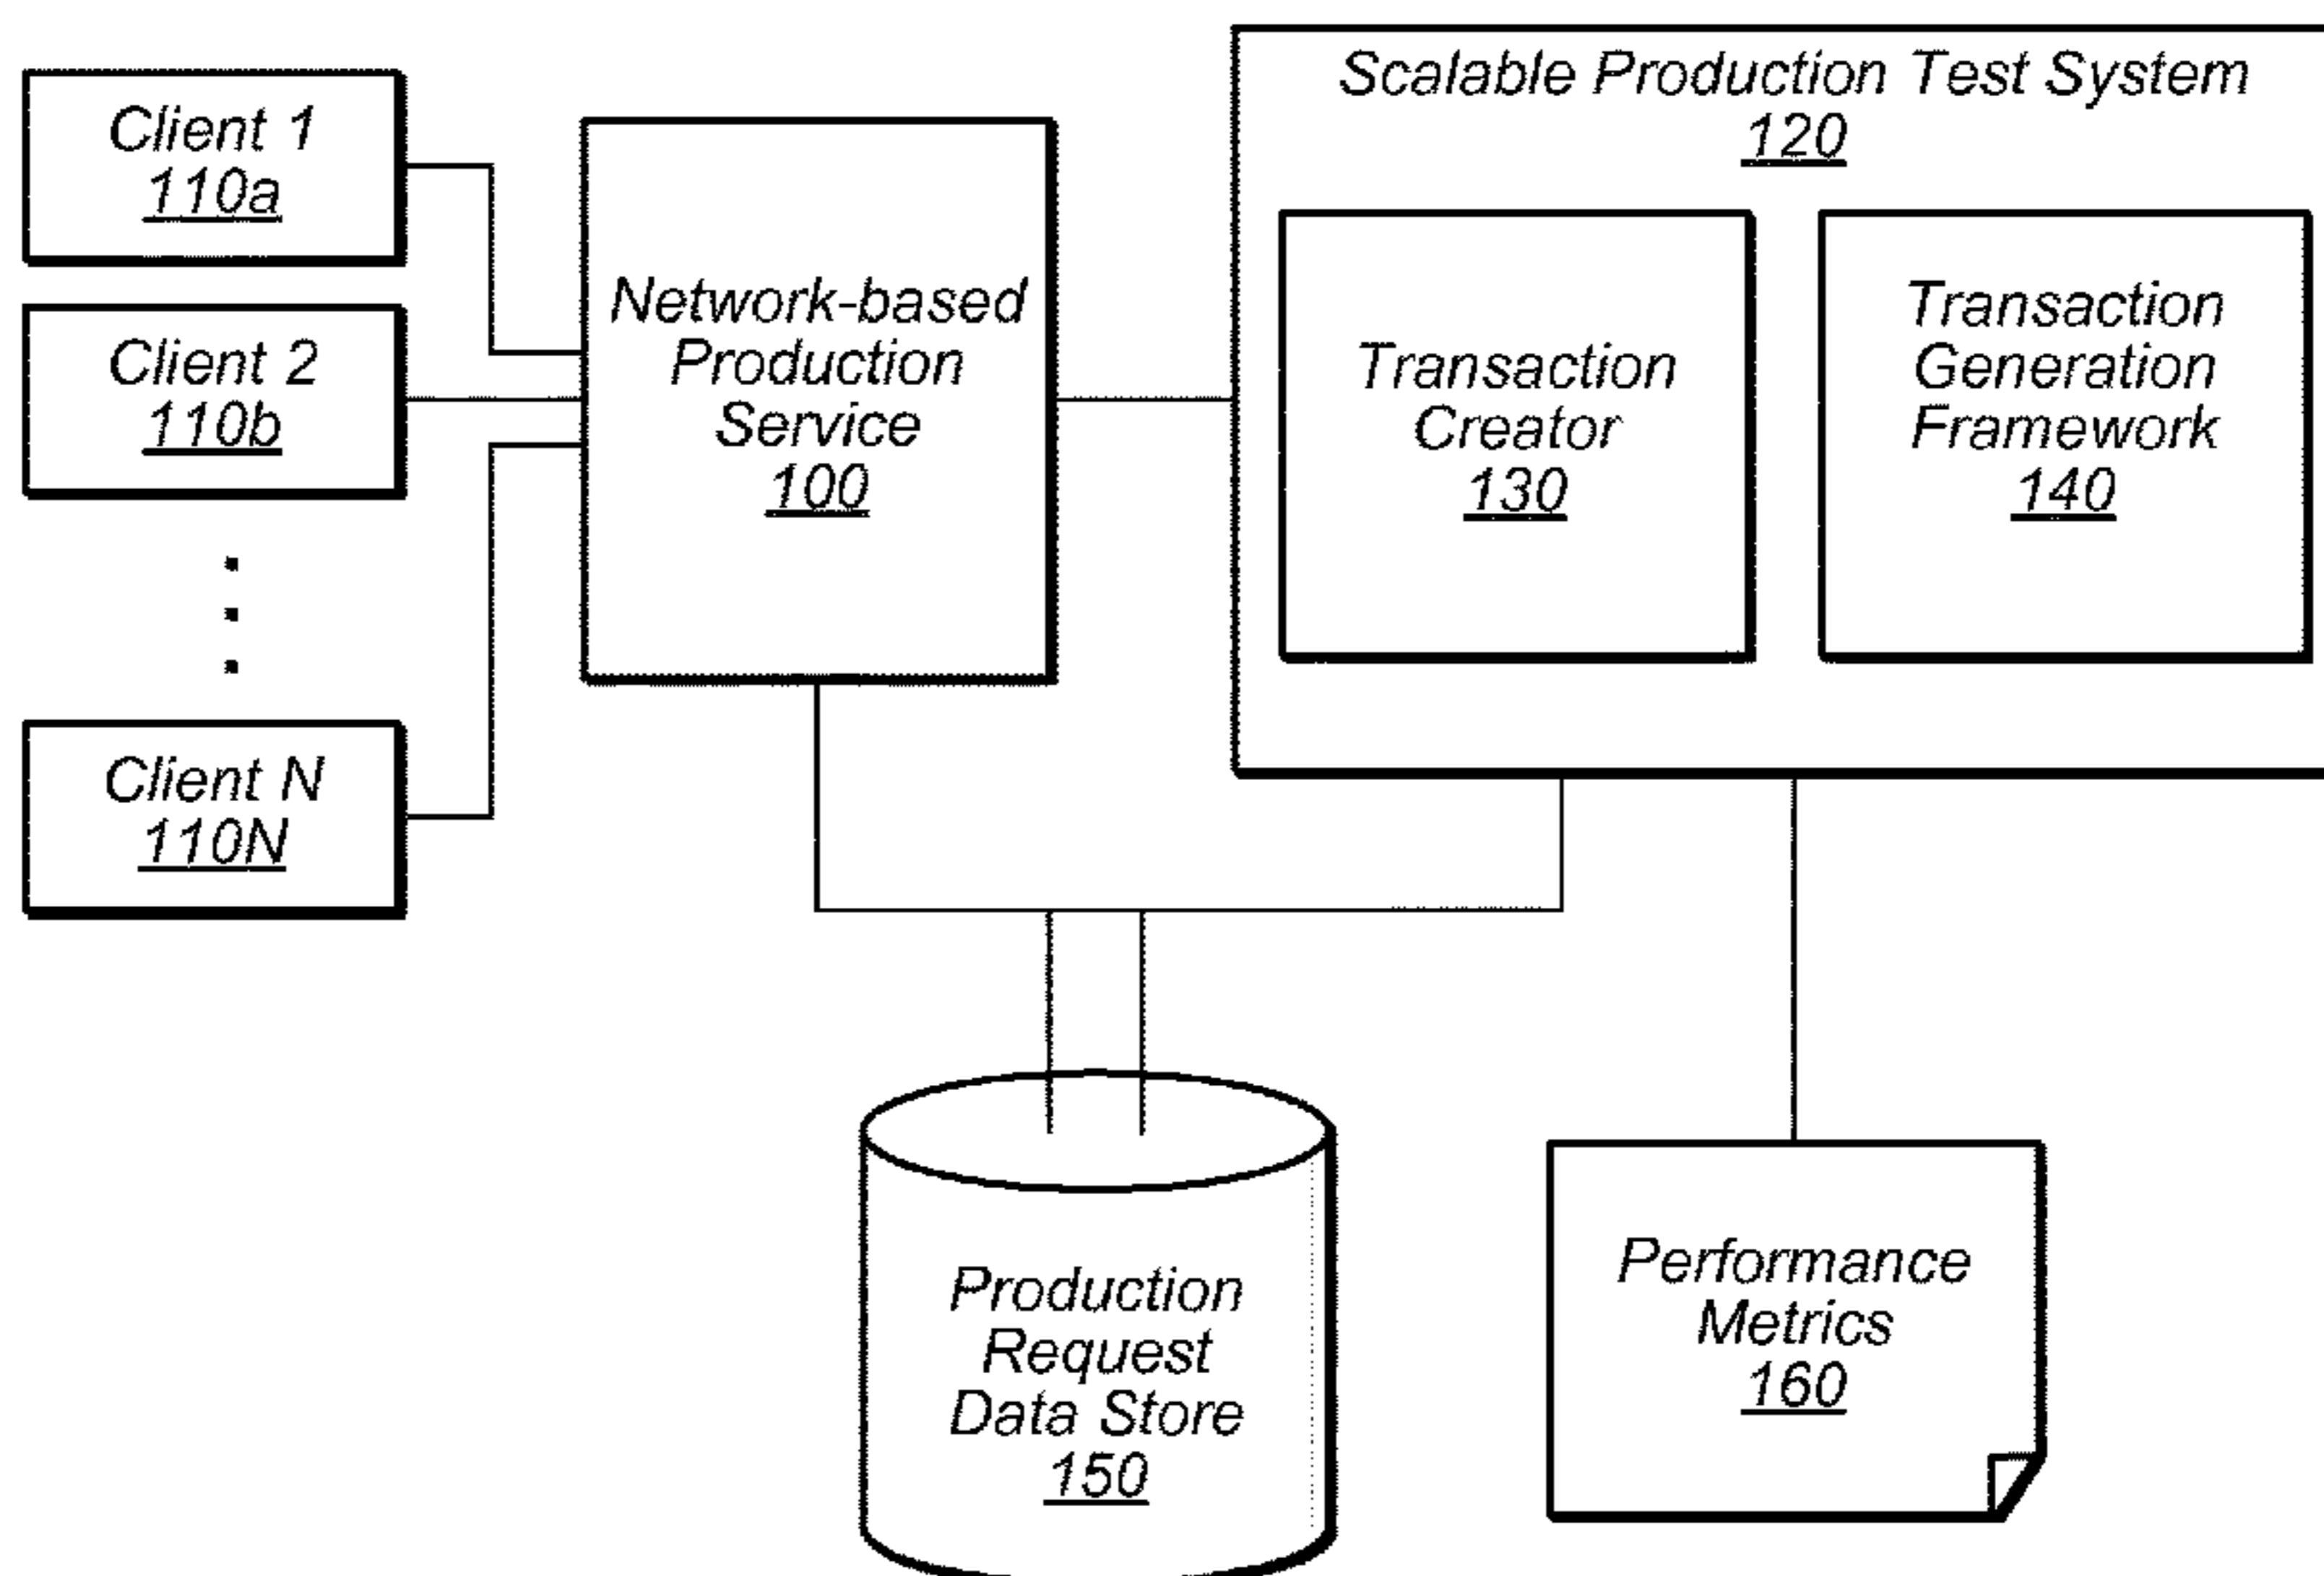 Client 1
110a
Client 2
110b
Client N
110N
Network-based
Production
Service
100
Scalable Production Test System
120
Transaction
Creator
130
Transaction
Generation
Framework
140
Production
Request
Data Store
150
Performance
Metrics
160